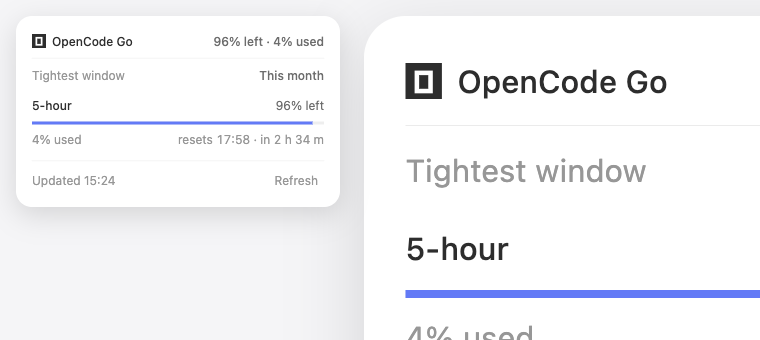 OpenCode Go 96% left · 4% used
Tightest window This month
5-hour 96% left
4% used resets 17:58 · in 2 h 34 m
Updated 15:24 Refresh
OpenCode Go
Tightest window
5-hour
4% used